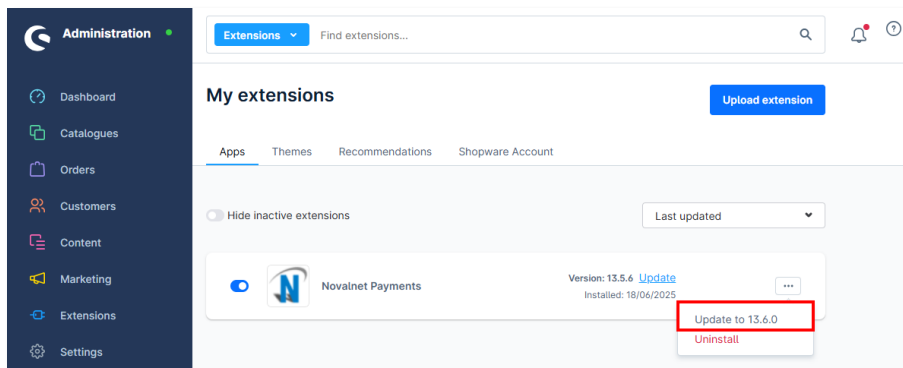 Administration
Extensions
Find extensions...
Dashboard
Catalogues
Orders
Customers
Content
Marketing
Extensions
Settings
My extensions
Upload extension
Apps
Themes
Recommendations
Shopware Account
Hide inactive extensions
Last updated
Novalnet Payments
Version: 13.5.6 Update
Installed: 18/06/2025
Update to 13.6.0
Uninstall